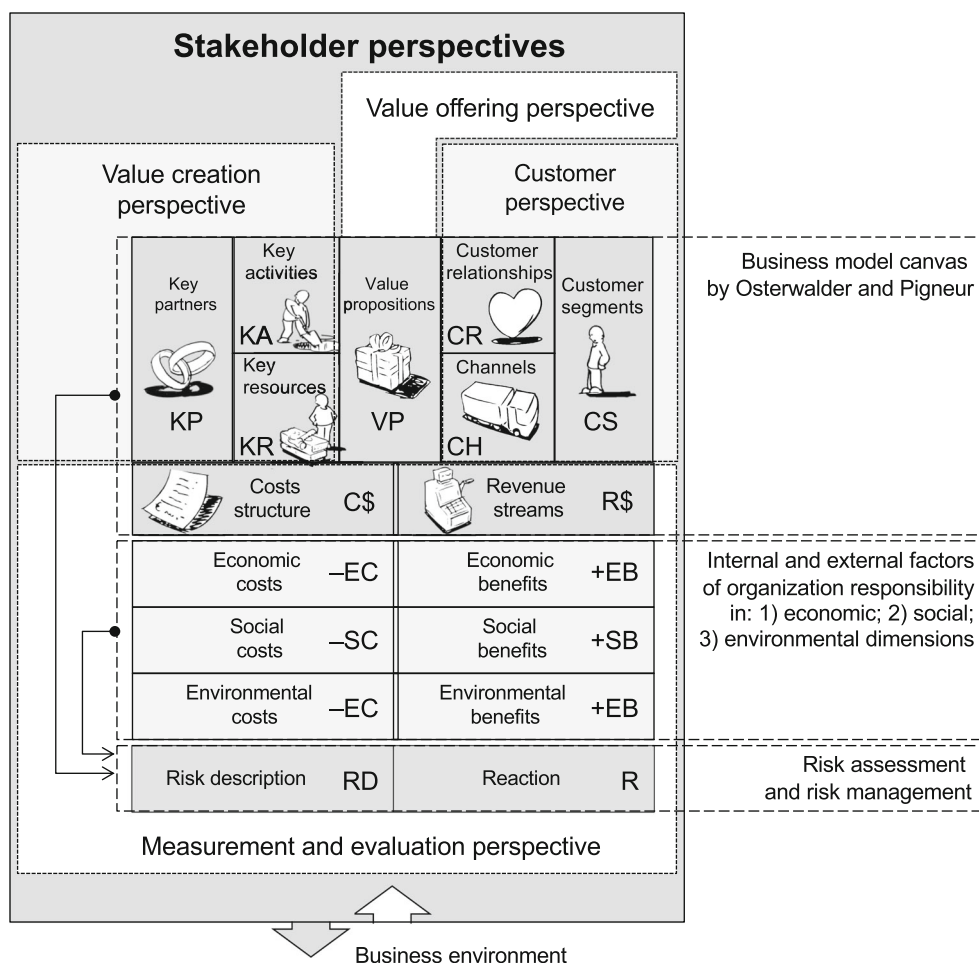 Stakeholder perspectives
Value offering perspective
Value creation
perspective
Customer
perspective
Key
partners
KP
Key
activities
KA
Key
resources
KR
Value
propositions
VP
Customer
relationships
CR
Channels
CH
Customer
segments
CS
Business model canvas
by Osterwalder and Pigneur
Costs
structure
C$
Revenue
streams
R$
Economic
costs
–EC
Economic
benefits
+EB
Social
costs
–SC
Social
benefits
+SB
Environmental
costs
–EC
Environmental
benefits
+EB
Internal and external factors
of organization responsibility
in: 1) economic; 2) social;
3) environmental dimensions
Risk description
RD
Reaction
R
Risk assessment
and risk management
Measurement and evaluation perspective
Business environment